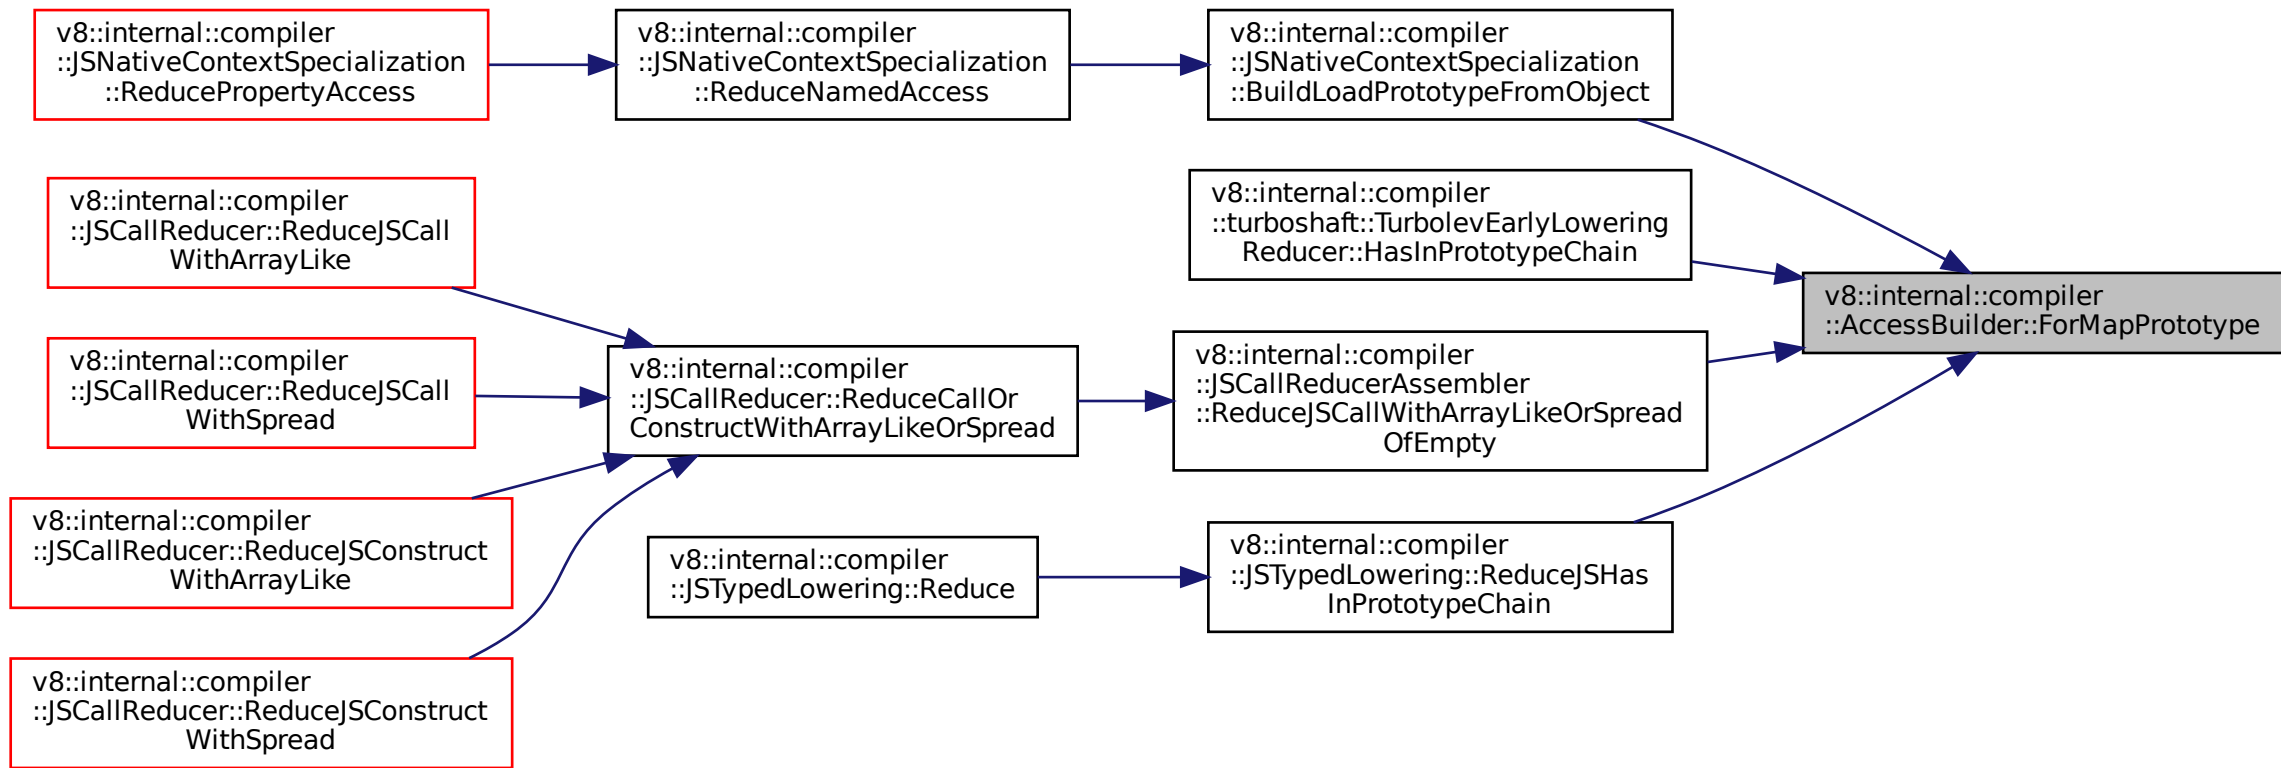 v8::internal::compiler
::JSNativeContextSpecialization
::ReducePropertyAccess
v8::internal::compiler
::JSNativeContextSpecialization
::ReduceNamedAccess
v8::internal::compiler
::JSNativeContextSpecialization
::BuildLoadPrototypeFromObject
v8::internal::compiler
::JSCallReducer::ReduceJSCall
WithArrayLike
v8::internal::compiler
::turboshaft::TurbolevEarlyLowering
Reducer::HasInPrototypeChain
v8::internal::compiler
::AccessBuilder::ForMapPrototype
v8::internal::compiler
::JSCallReducer::ReduceJSCall
WithSpread
v8::internal::compiler
::JSCallReducer::ReduceCallOr
ConstructWithArrayLikeOrSpread
v8::internal::compiler
::JSCallReducerAssembler
::ReduceJSCallWithArrayLikeOrSpread
OfEmpty
v8::internal::compiler
::JSCallReducer::ReduceJSConstruct
WithArrayLike
v8::internal::compiler
::JSTypedLowering::Reduce
v8::internal::compiler
::JSTypedLowering::ReduceJSHas
InPrototypeChain
v8::internal::compiler
::JSCallReducer::ReduceJSConstruct
WithSpread